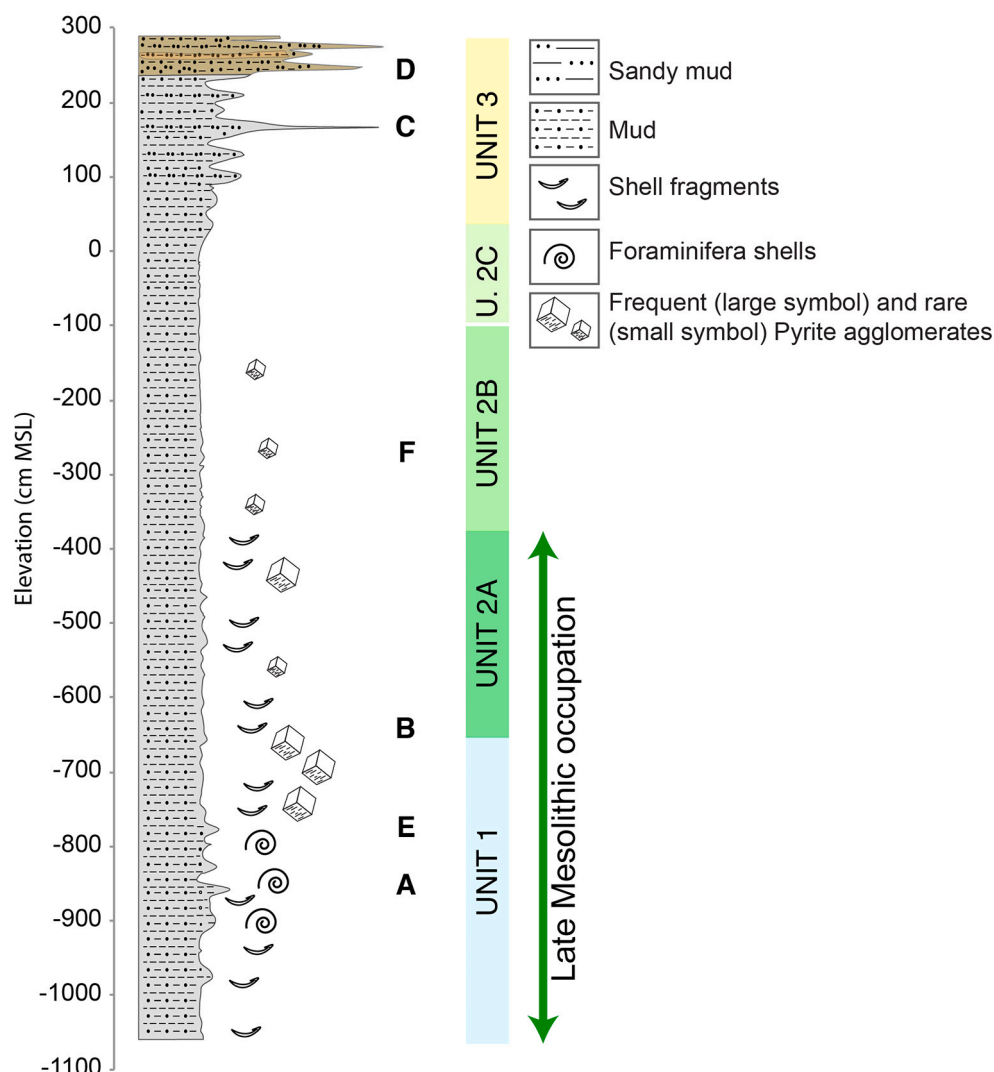 300
200
100
0
-100
-200
-300
-400
-500
-600
-700
-800
-900
-1000
-1100
Elevation (cm MSL)
D
C
F
B
E
A
UNIT 3
U. 2C
UNIT 2B
UNIT 2A
UNIT 1
Late Mesolithic occupation
Sandy mud
Mud
Shell fragments
Foraminifera shells
Frequent (large symbol) and rare
(small symbol) Pyrite agglomerates